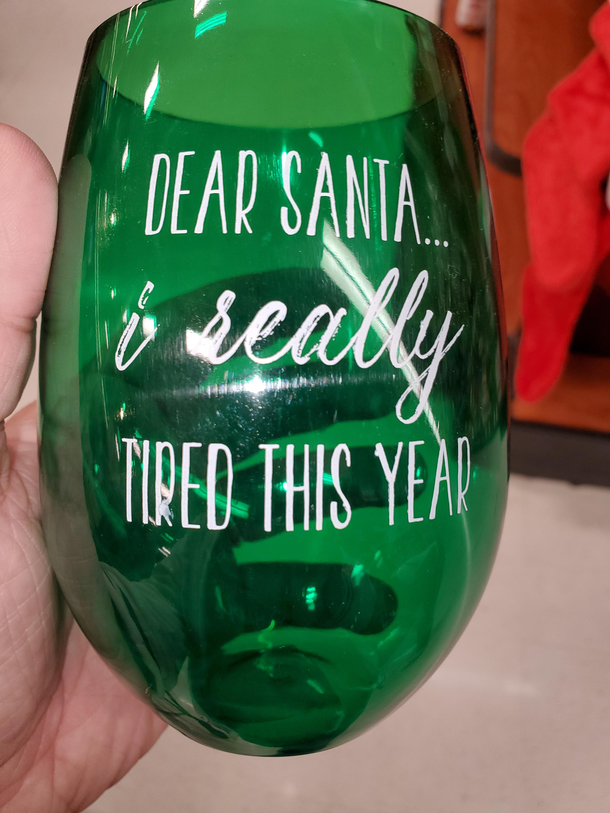 DEAR SANTA...
i really
TIRED THIS YEAR